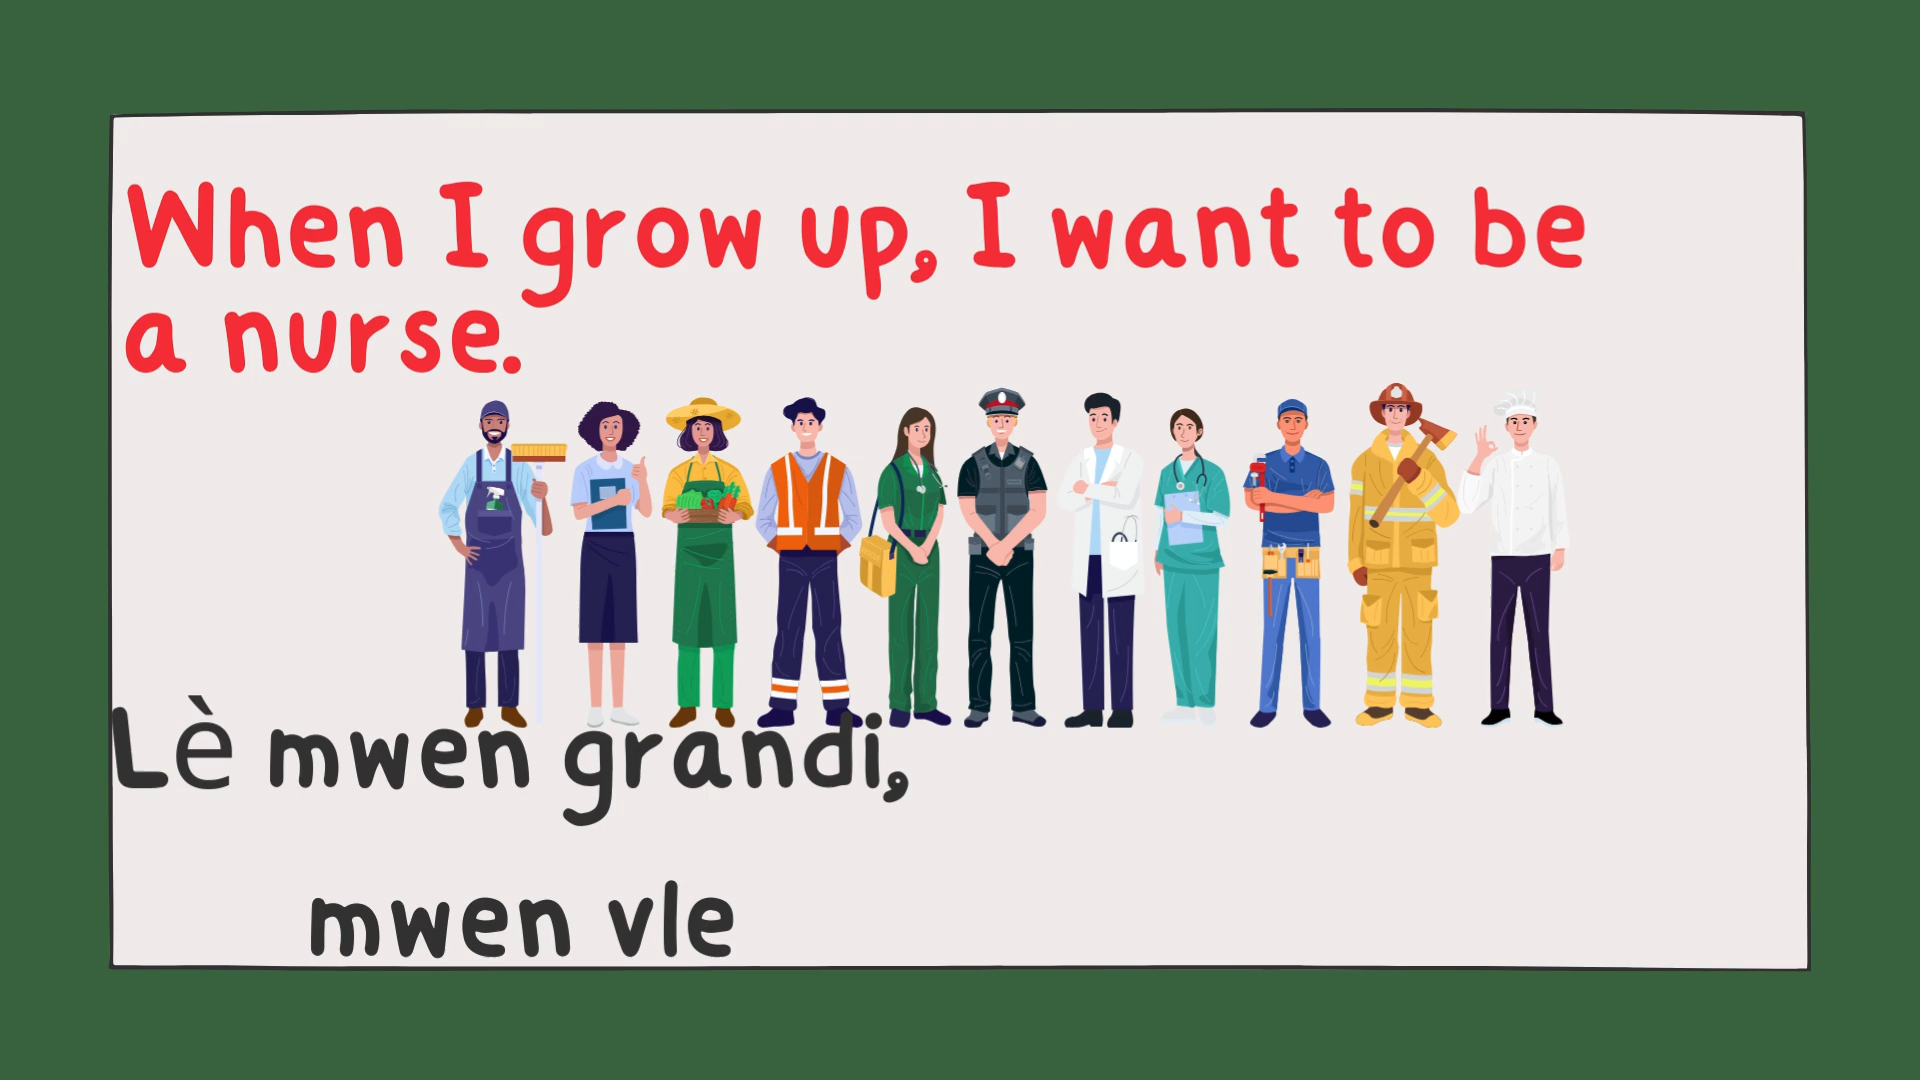 When I grow up, I want to be
a nurse.
Lè mwen grandi,
mwen vle